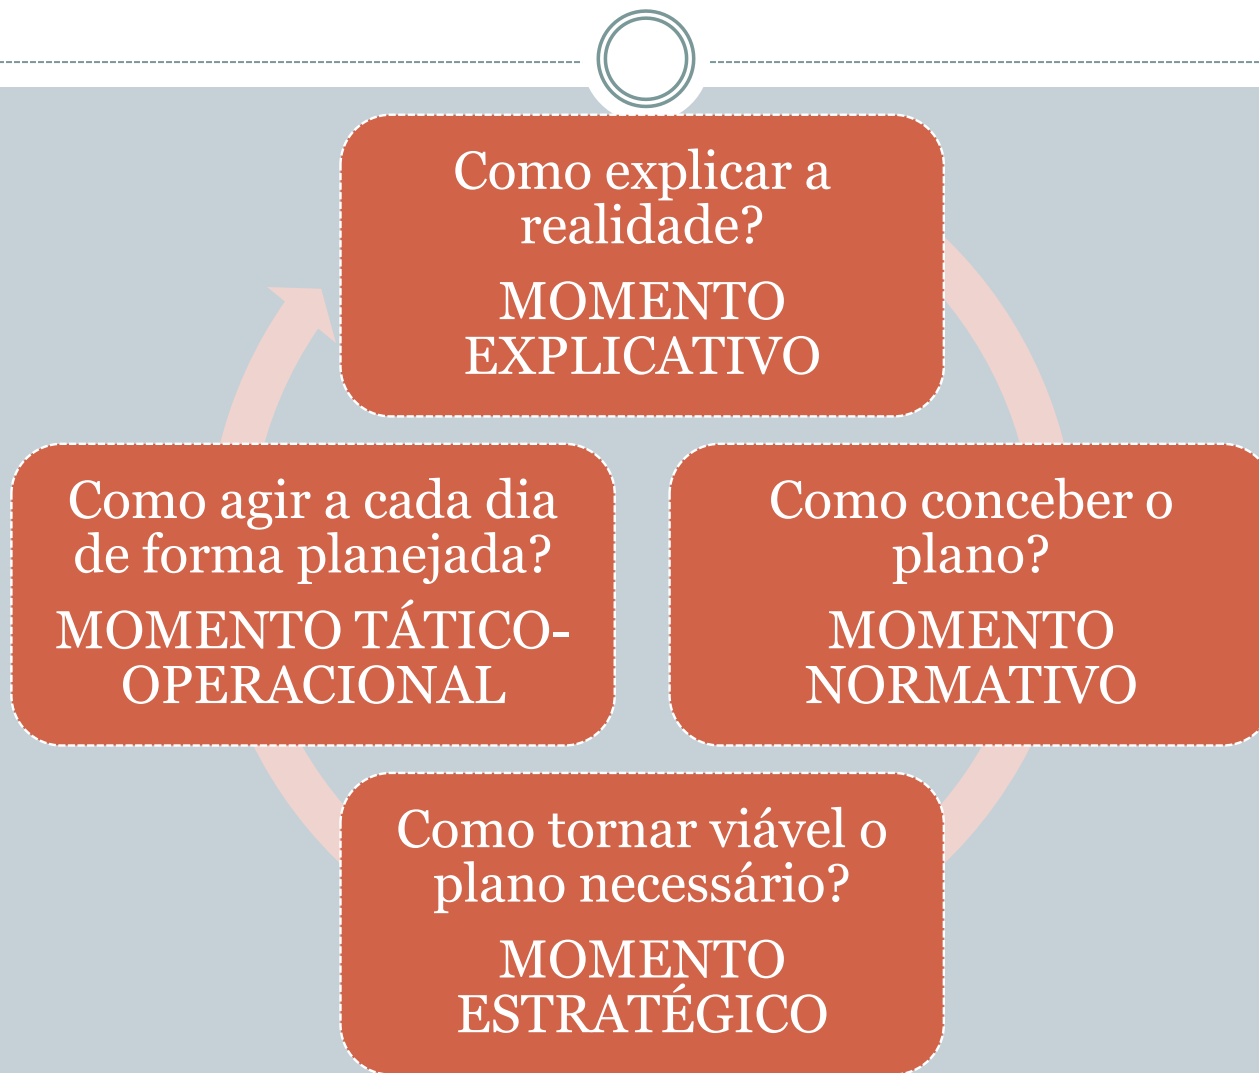 Como explicar a
realidade?
MOMENTO
EXPLICATIVO
Como agir a cada dia
de forma planejada?
MOMENTO TÁTICO-
OPERACIONAL
Como conceber o
plano?
MOMENTO
NORMATIVO
Como tornar viável o
plano necessário?
MOMENTO
ESTRATÉGICO